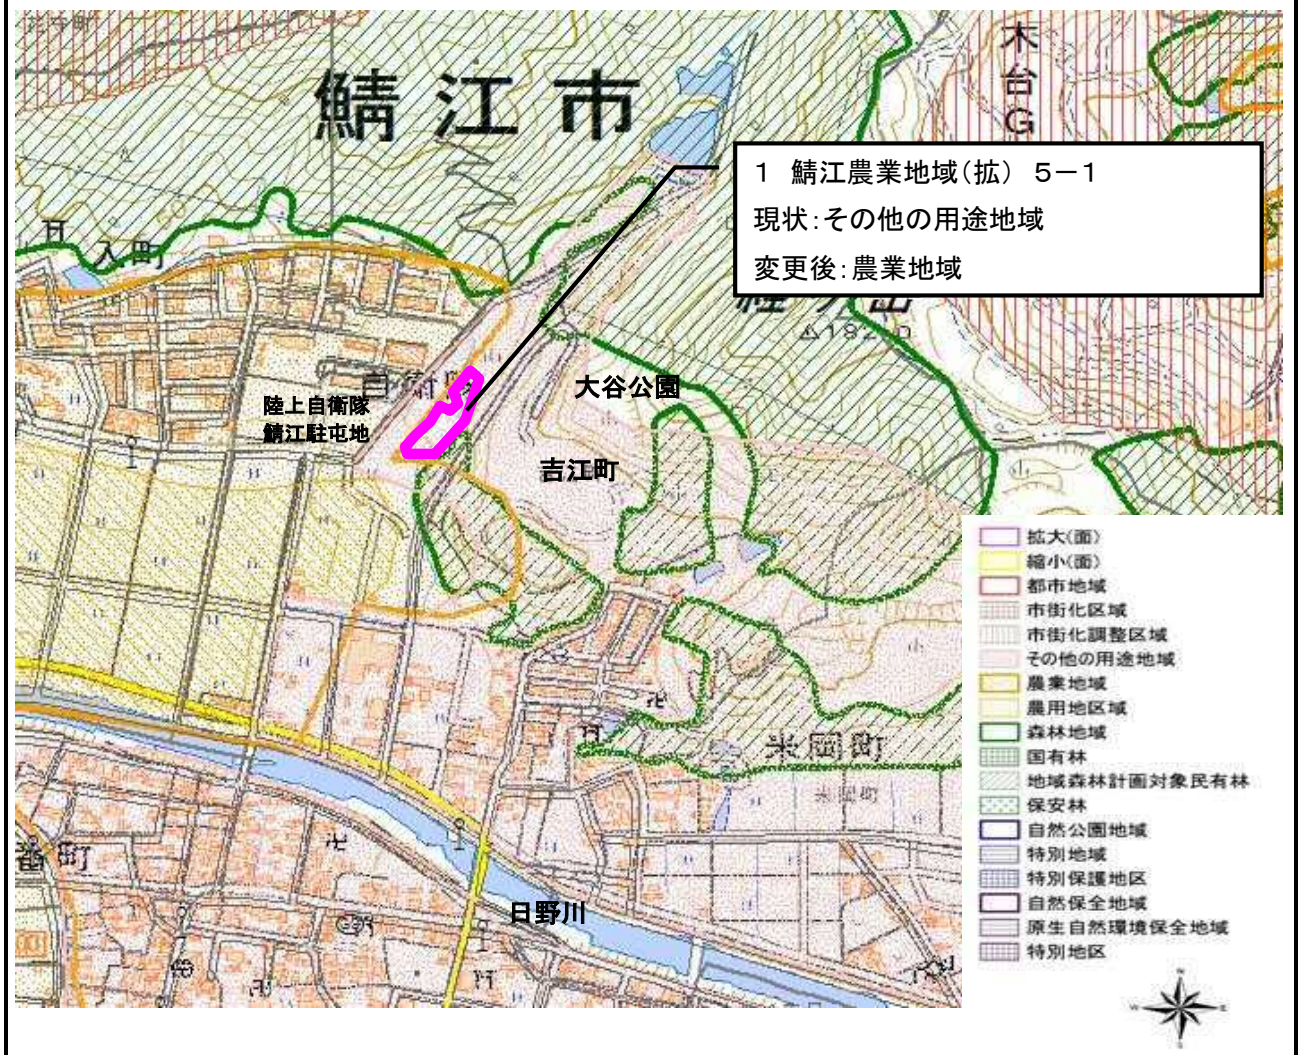 鯖江市
木台G
1 鯖江農業地域(拡) 5-1
現状:その他の用途地域
変更後:農業地域
入町
陸上自衛隊
鯖江駐屯地
大谷公園
吉江町
米岡町
日野川
番町
拡大(面)
縮小(面)
都市地域
市街化区域
市街化調整区域
その他の用途地域
農業地域
農用地区域
森林地域
国有林
地域森林計画対象民有林
保安林
自然公園地域
特別地域
特別保護地区
自然保全地域
原生自然環境保全地域
特別地区
N
W
E
S